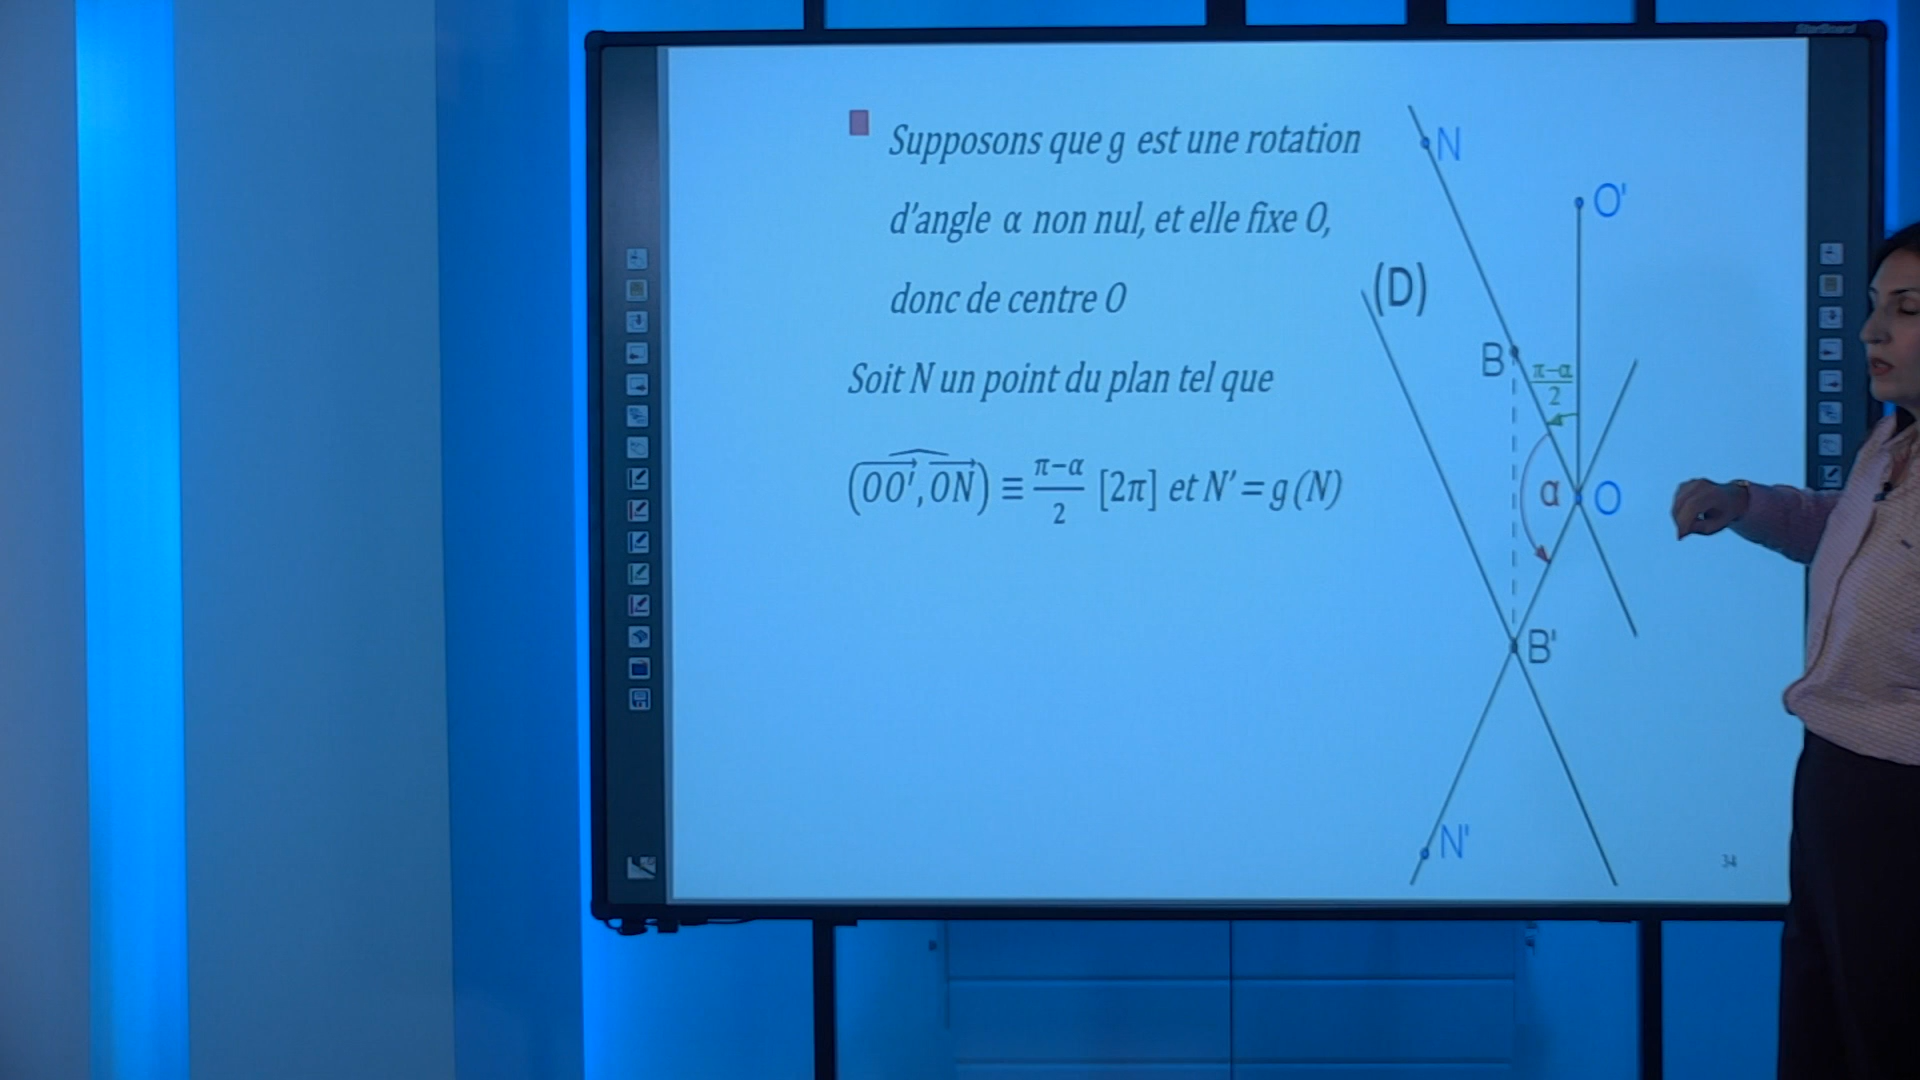 StarBoard
Supposons que g est une rotation
d'angle α non nul, et elle fixe O,
donc de centre O
Soit N un point du plan tel que
(OO', ON) ≡ π-α/2 [2π] et N' = g(N)
N
O'
(D)
B
π-α/2
α
O
B'
N'
34